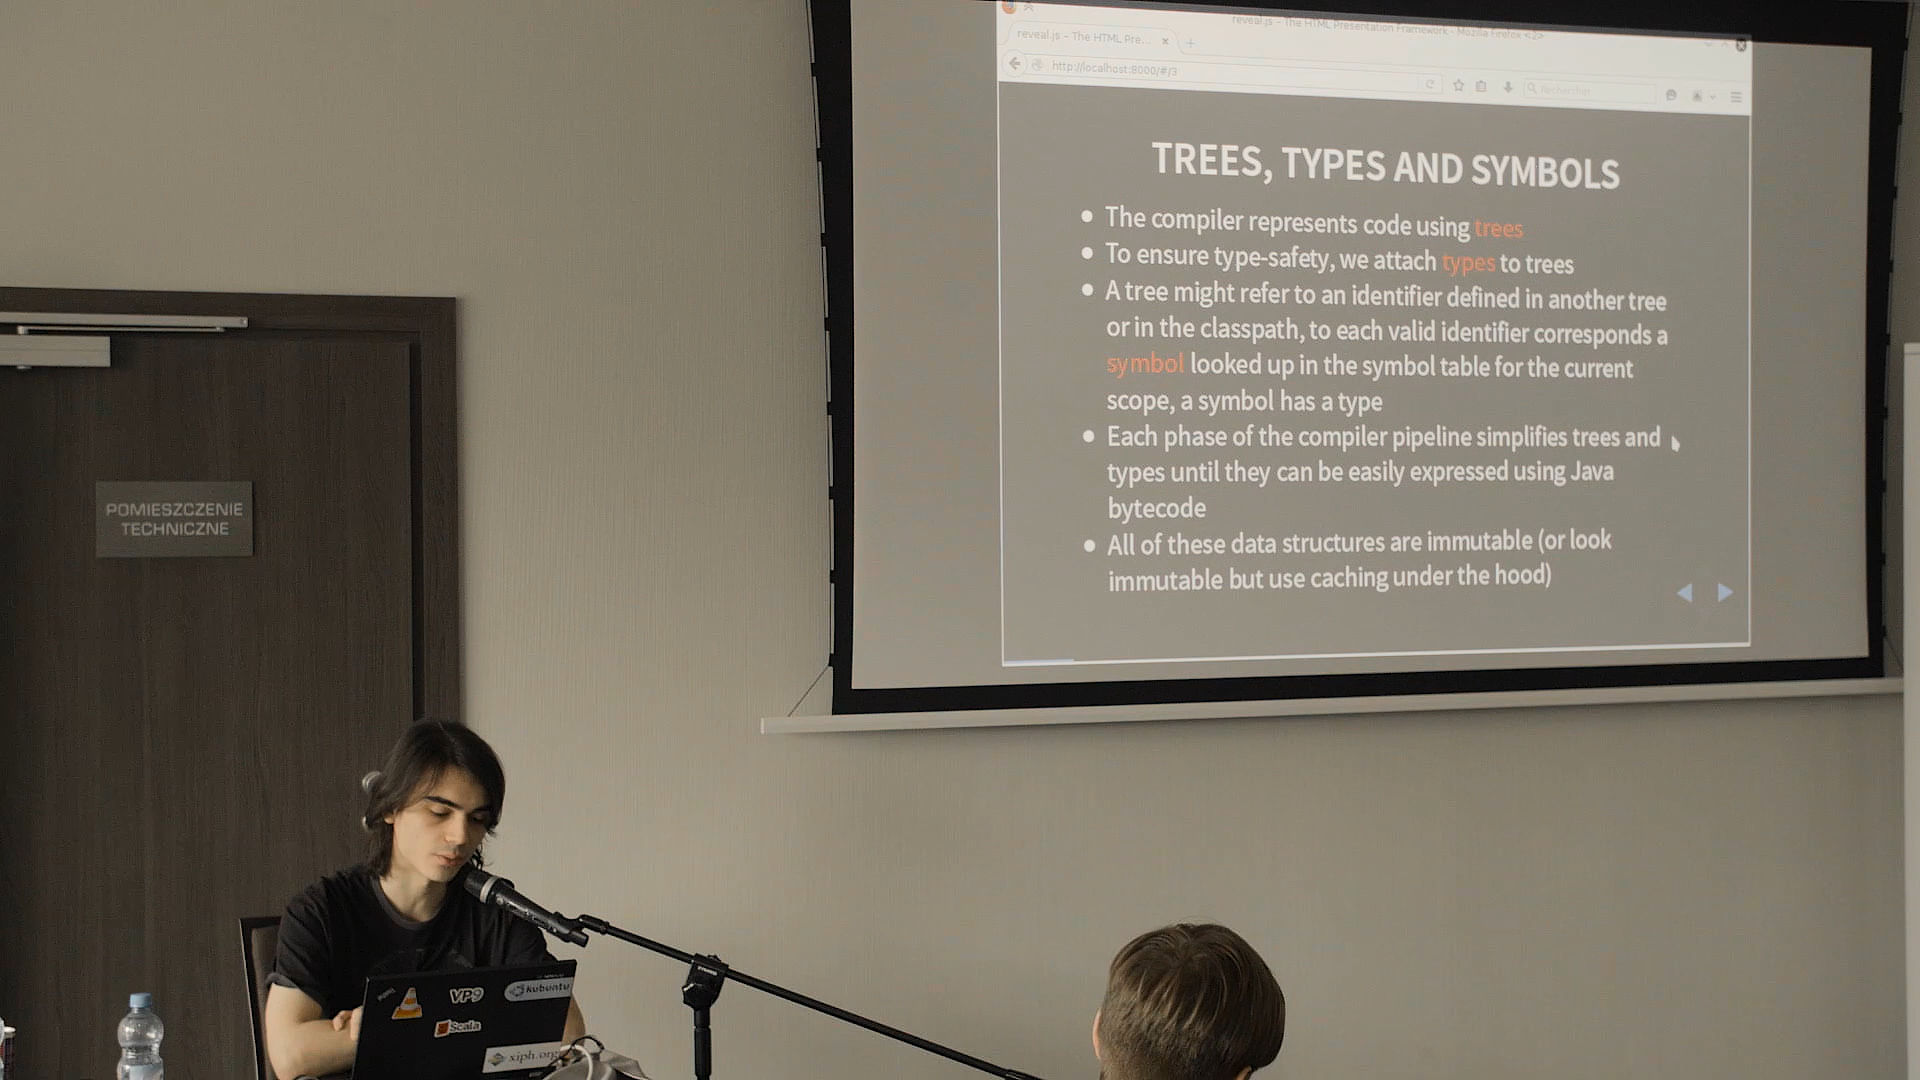 reveal.js – The HTML Presentation Framework - Mozilla Firefox <2>
reveal.js – The HTML Pre...
http://localhost:8000/#/3
Rechercher
TREES, TYPES AND SYMBOLS
The compiler represents code using trees
To ensure type-safety, we attach types to trees
A tree might refer to an identifier defined in another tree
or in the classpath, to each valid identifier corresponds a
symbol looked up in the symbol table for the current
scope, a symbol has a type
Each phase of the compiler pipeline simplifies trees and
types until they can be easily expressed using Java
bytecode
All of these data structures are immutable (or look
immutable but use caching under the hood)
POMIESZCZENIE
TECHNICZNE
VP9
kubuntu
Scala
xiph.org